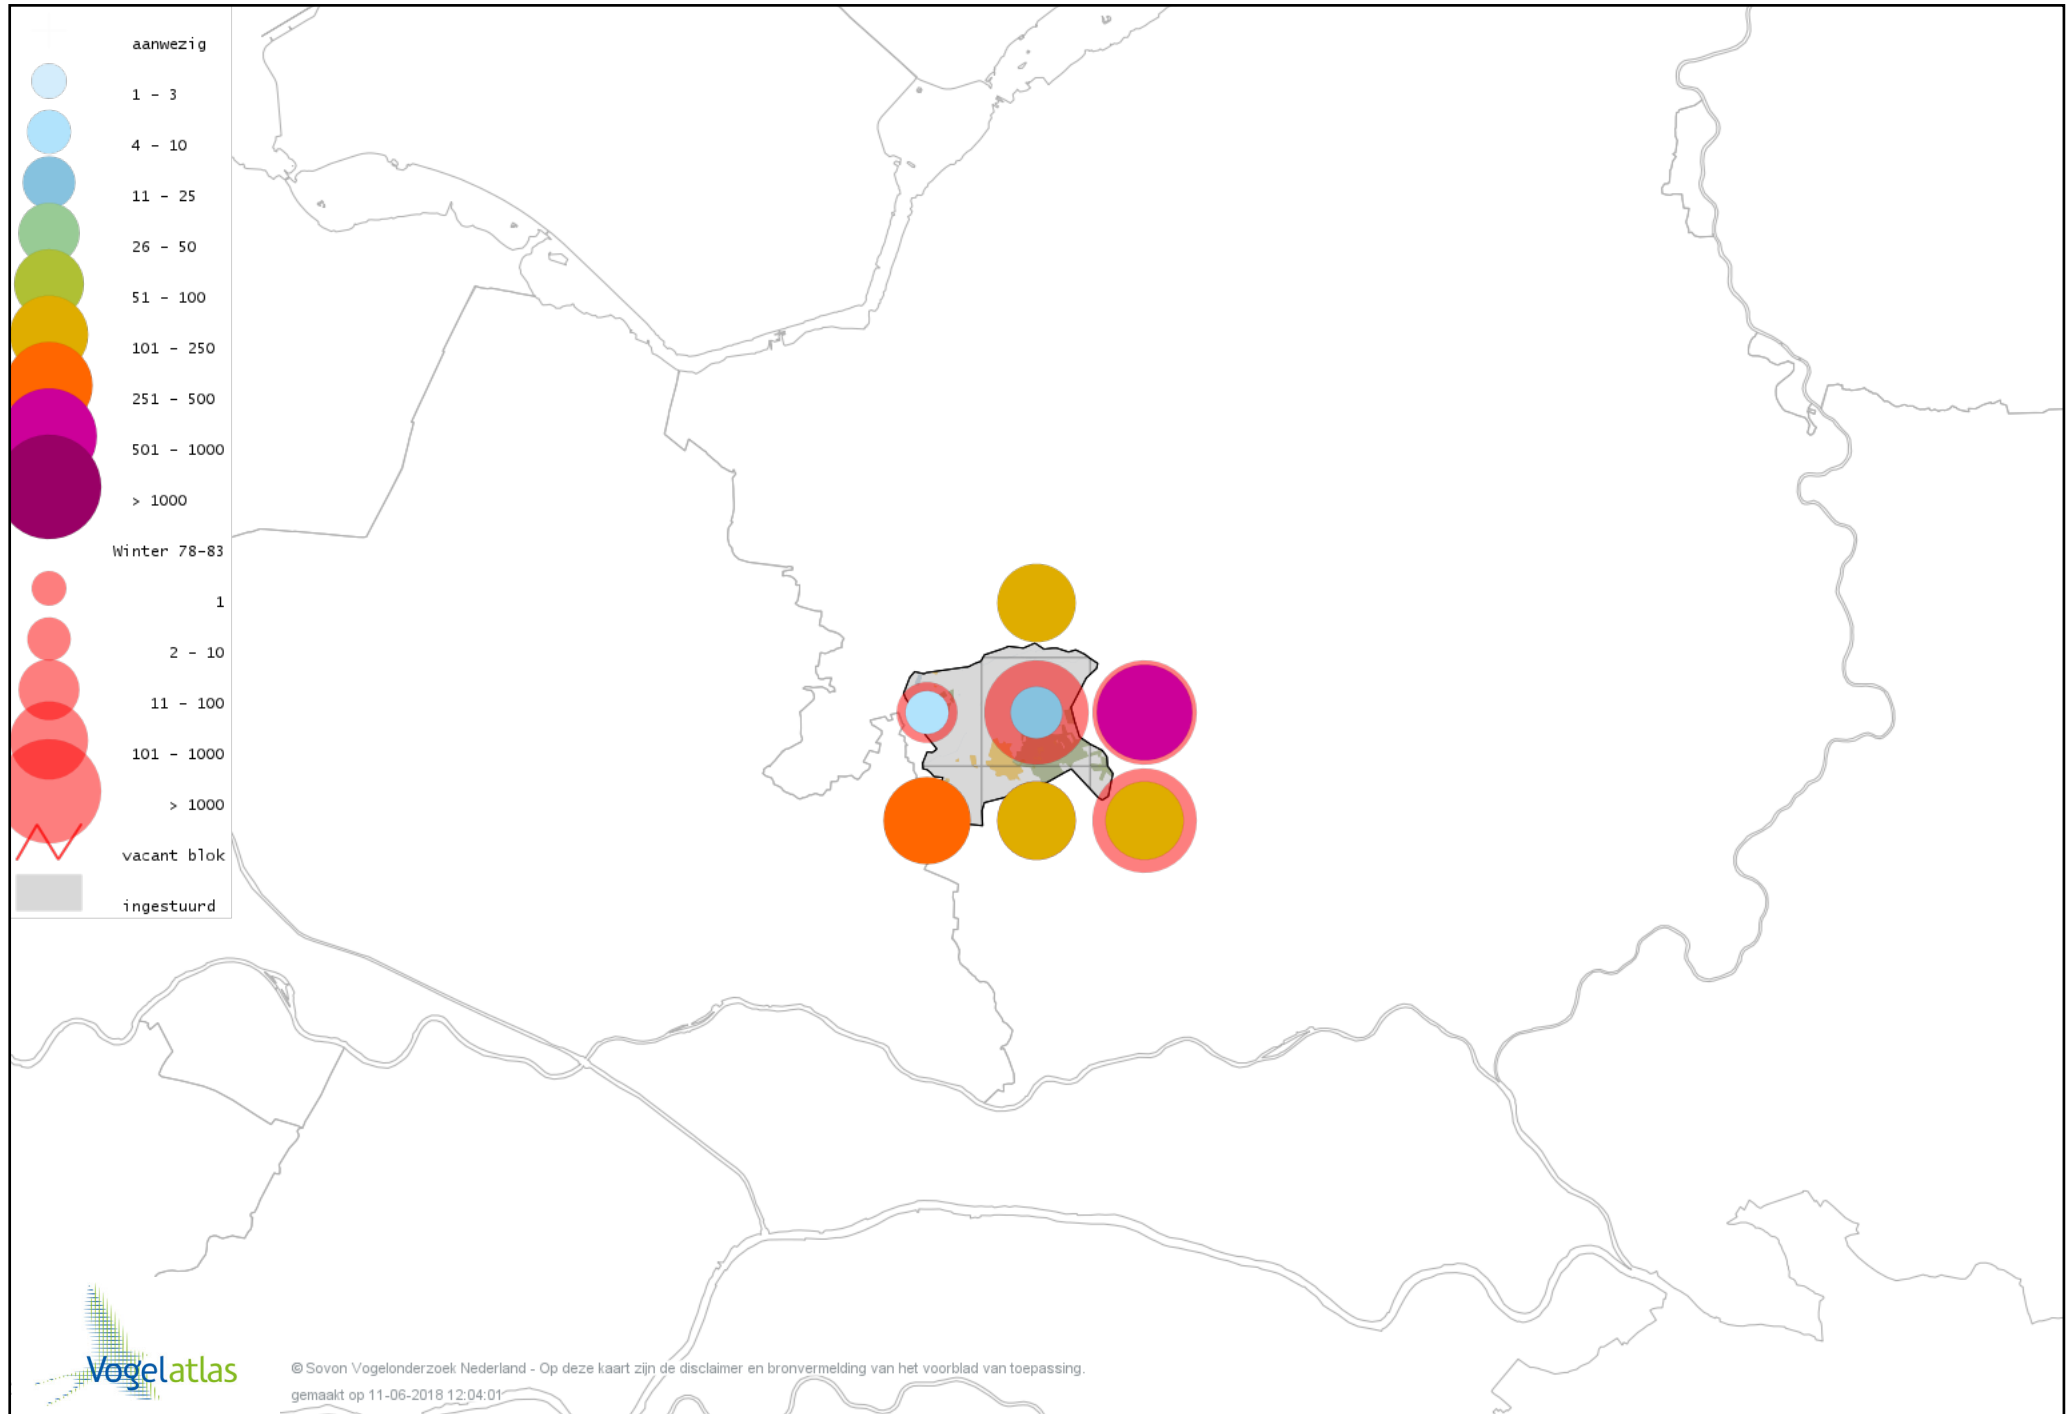 aanwezig
1 - 3
4 - 10
11 - 25
26 - 50
51 - 100
101 - 250
251 - 500
501 - 1000
> 1000
Winter 78-83
1
2 - 10
11 - 100
101 - 1000
> 1000
vacant blok
ingestuurd
Vogelatlas
© Sovon Vogelonderzoek Nederland - Op deze kaart zijn de disclaimer en bronvermelding van het voorblad van toepassing.
gemaakt op 11-06-2018 12:04:01